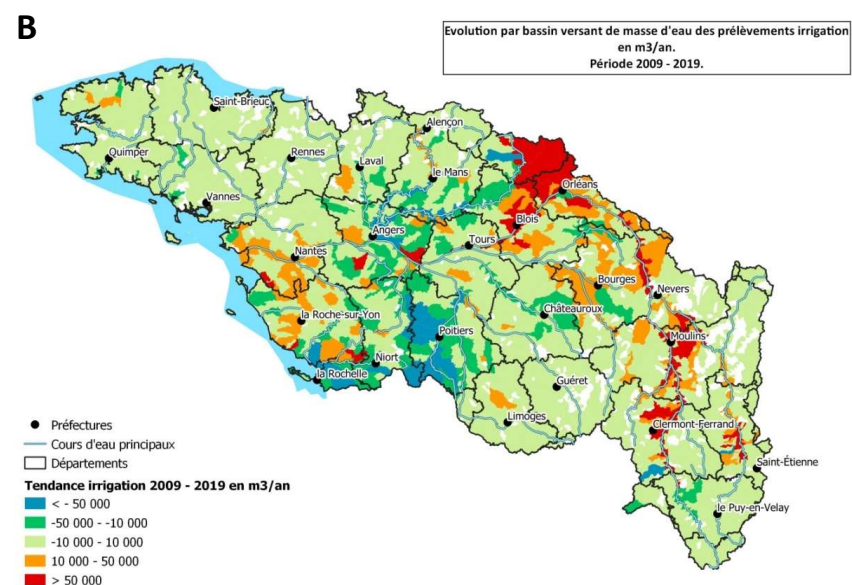 B
Evolution par bassin versant de masse d'eau des prélèvements irrigation
en m3/an.
Période 2009 - 2019.
Saint-Brieuc
Alençon
Quimper
Rennes
Laval
le Mans
Orléans
Vannes
Blois
Angers
Tours
Nantes
Bourges
Nevers
la Roche-sur-Yon
Châteauroux
Poitiers
Moulins
Niort
la Rochelle
Guéret
Limoges
Clermont-Ferrand
Saint-Étienne
le Puy-en-Velay
Préfectures
Cours d'eau principaux
Départements
Tendance irrigation 2009 - 2019 en m3/an
< - 50 000
-50 000 - -10 000
-10 000 - 10 000
10 000 - 50 000
> 50 000